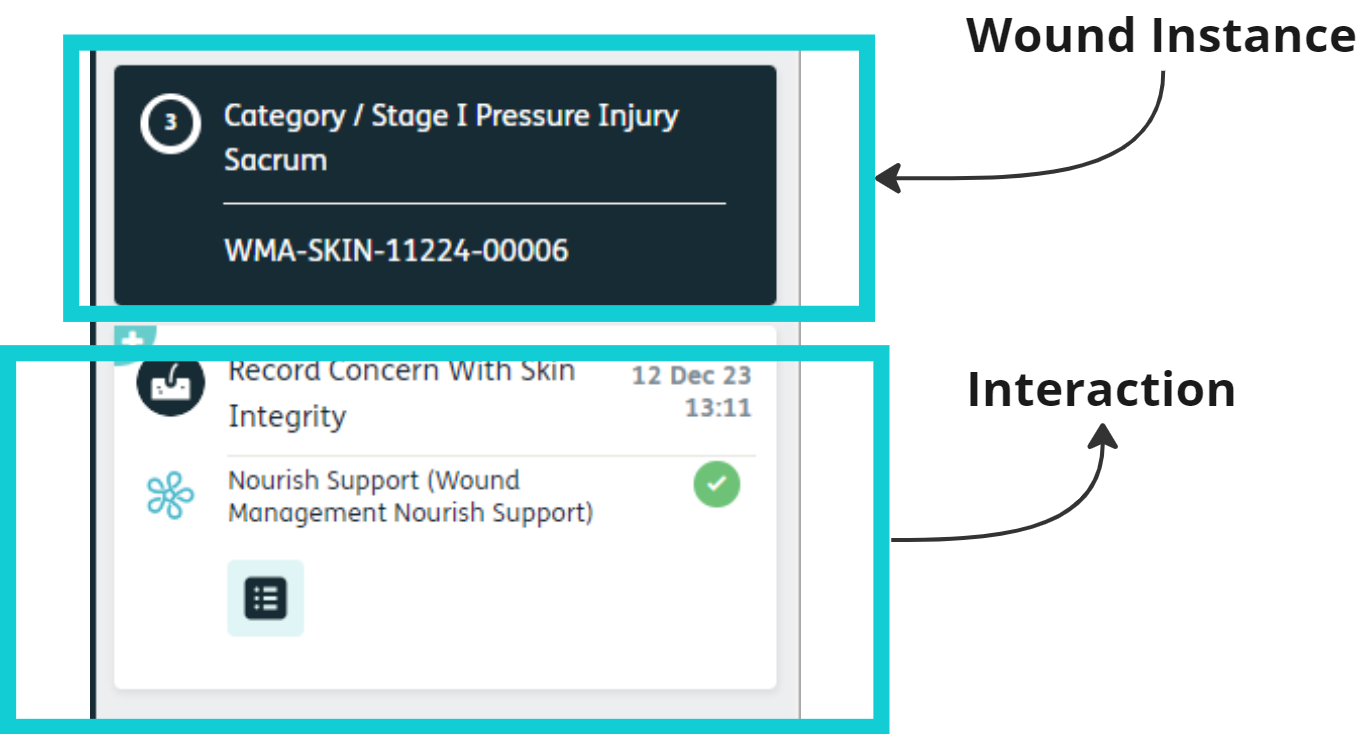 Wound Instance
3
Category / Stage I Pressure Injury
Sacrum
WMA-SKIN-11224-00006
Record Concern With Skin
Integrity
12 Dec 23
13:11
Nourish Support (Wound
Management Nourish Support)
Interaction